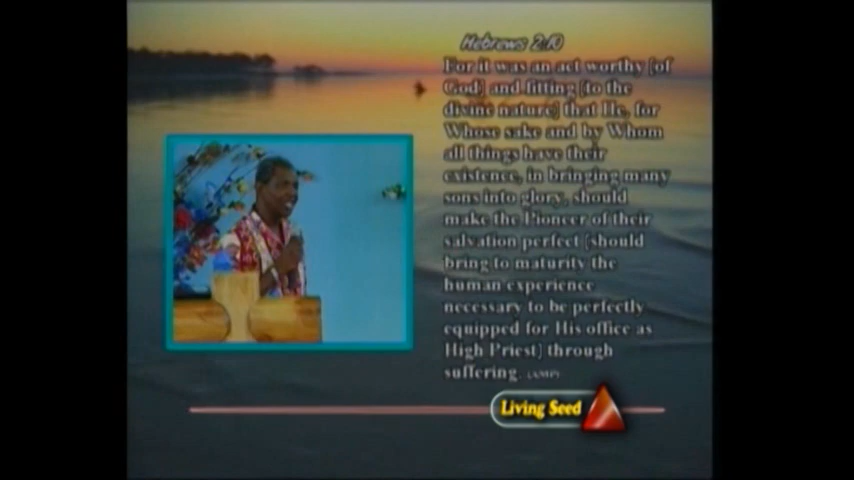 Hebrews 2:10
For it was an act worthy [of
God] and fitting [to the
divine nature] that He, for
Whose sake and by Whom
all things have their
existence, in bringing many
sons into glory, should
make the Pioneer of their
salvation perfect [should
bring to maturity the
human experience
necessary to be perfectly
equipped for His office as
High Priest] through
suffering. (AMP)
Living Seed